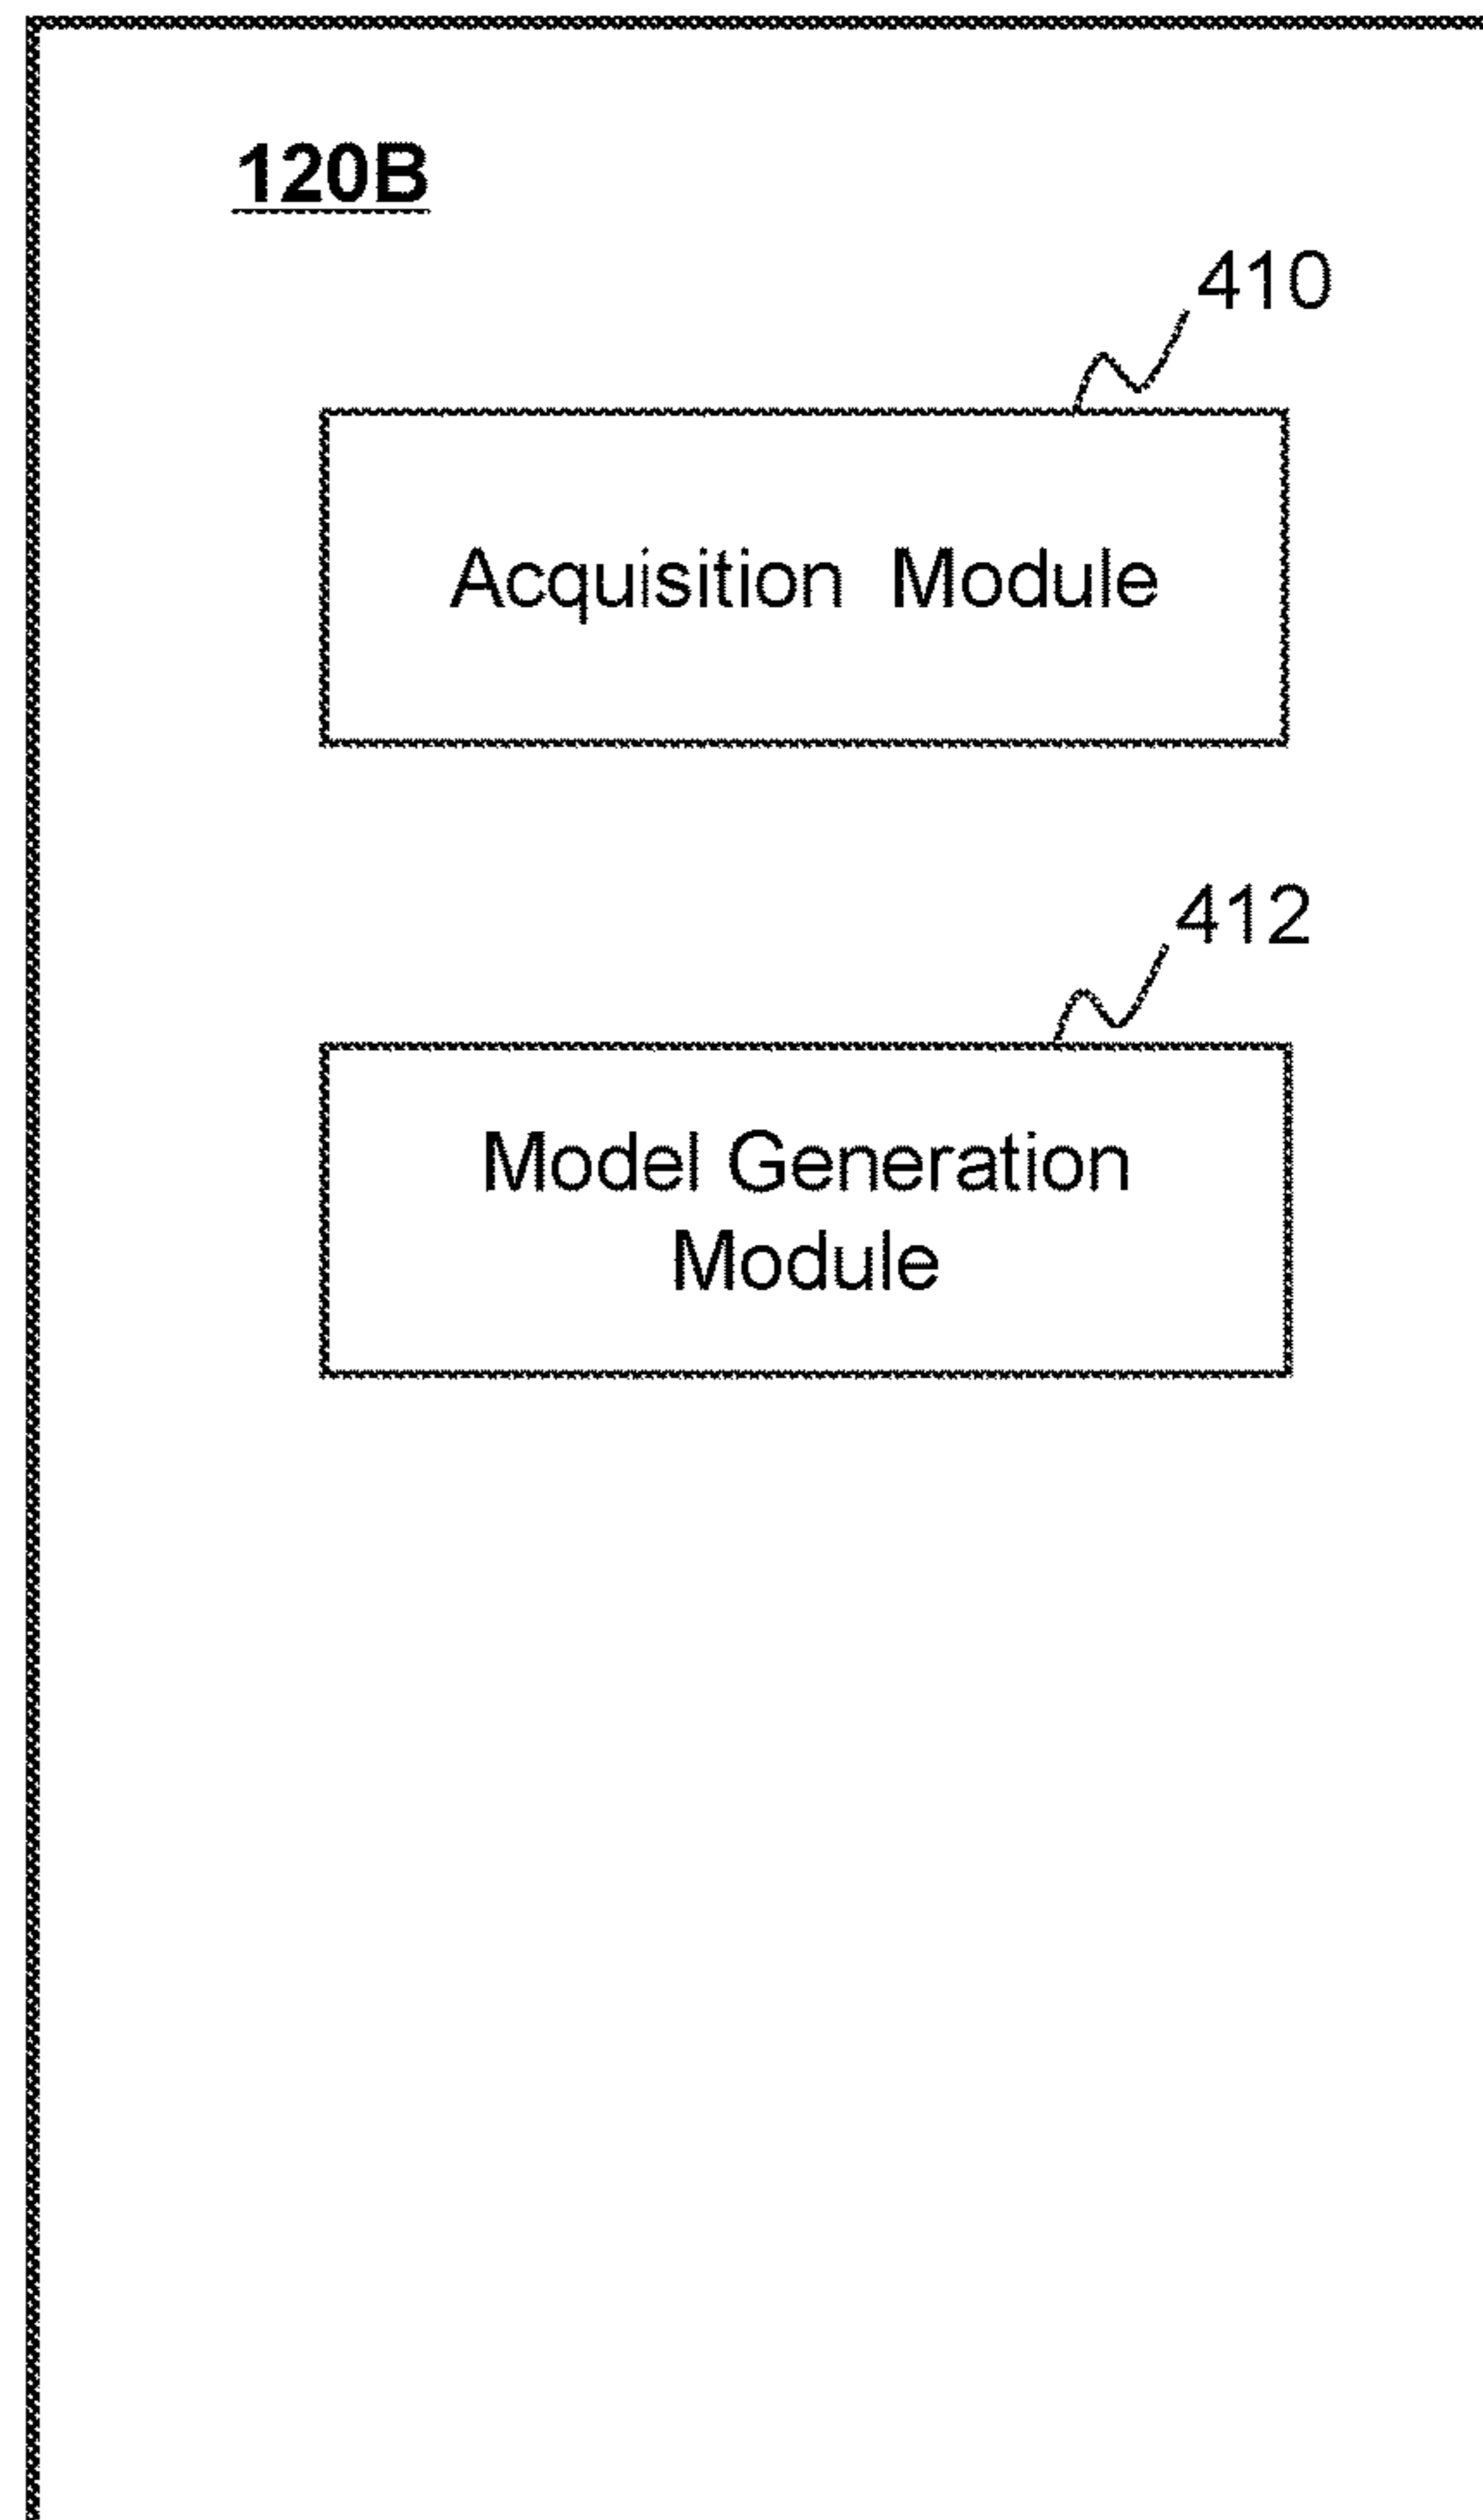 120B
410
Acquisition Module
412
Model Generation
Module